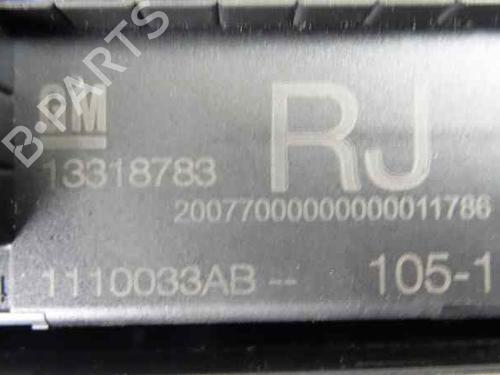 B-PARTS
GM
RJ
13318783
20077000000000011786
1110033AB -- 105-1